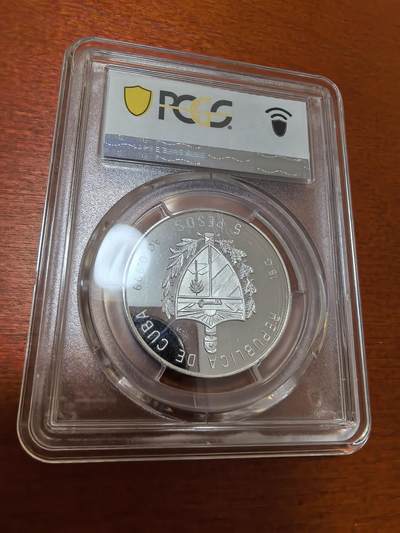 PCGS
REPUBLICA DE CUBA
5 PESOS